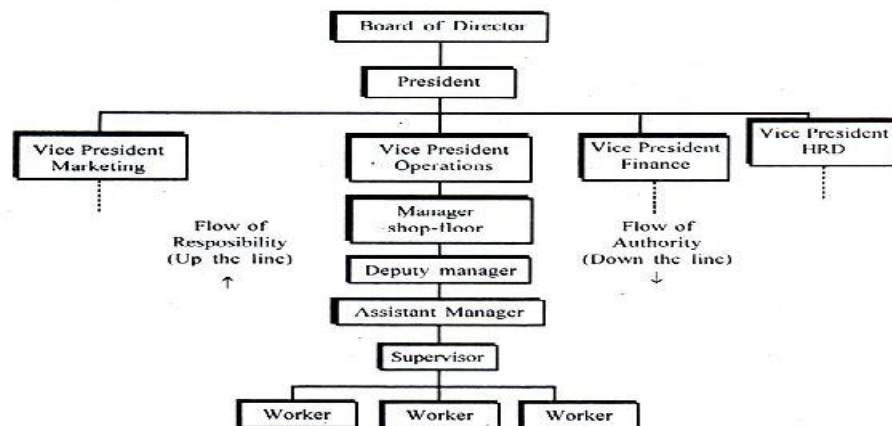 Board of Director
President
Vice President
Marketing
Vice President
Operations
Vice President
Finance
Vice President
HRD
Manager
shop-floor
Flow of
Resposibility
(Up the line)
↑
Flow of
Authority
(Down the line)
↓
Deputy manager
Assistant Manager
Supervisor
Worker
Worker
Worker